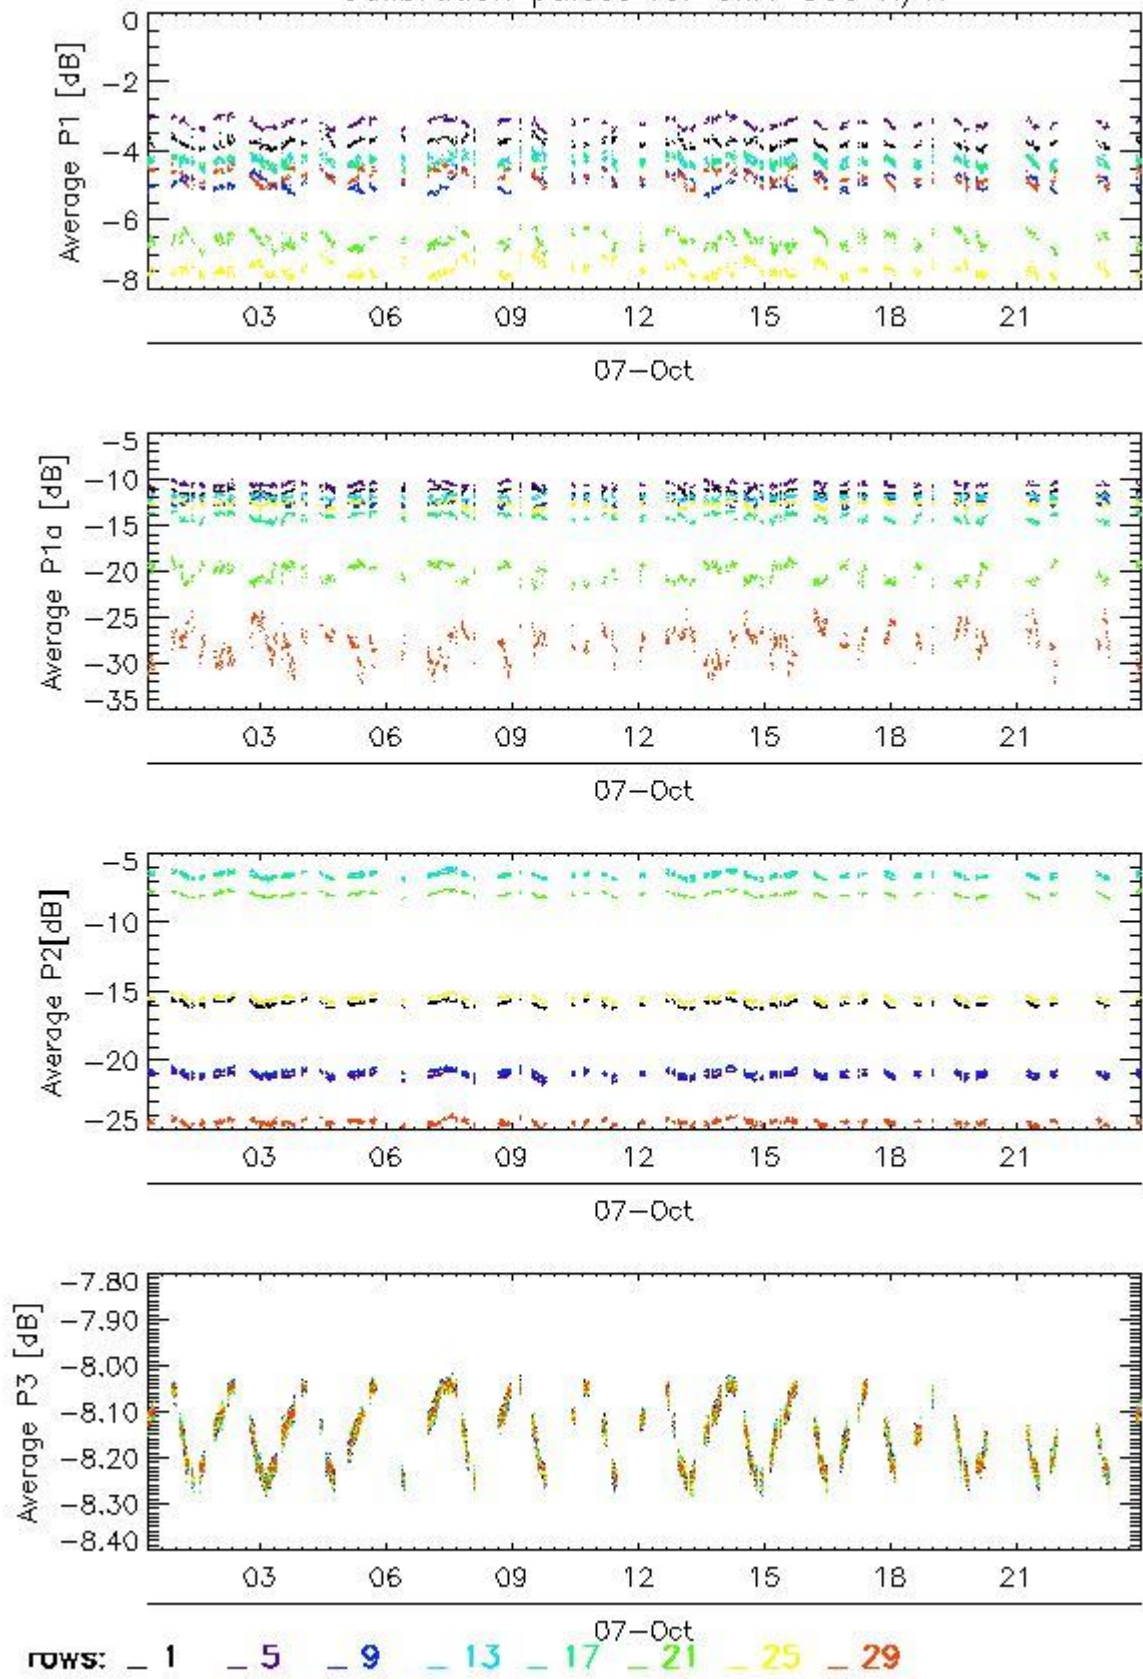 0
-2
-4
-6
-8
Average P1 [dB]
03 06 09 12 15 18 21
07-Oct
-5
-10
-15
-20
-25
-30
-35
Average P1a [dB]
03 06 09 12 15 18 21
07-Oct
-5
-10
-15
-20
-25
Average P2[dB]
03 06 09 12 15 18 21
07-Oct
-7.80
-7.90
-8.00
-8.10
-8.20
-8.30
-8.40
Average P3 [dB]
03 06 09 12 15 18 21
07-Oct
rows: _ 1 _ 5 _ 9 _ 13 _ 17 _ 21 _ 25 _ 29